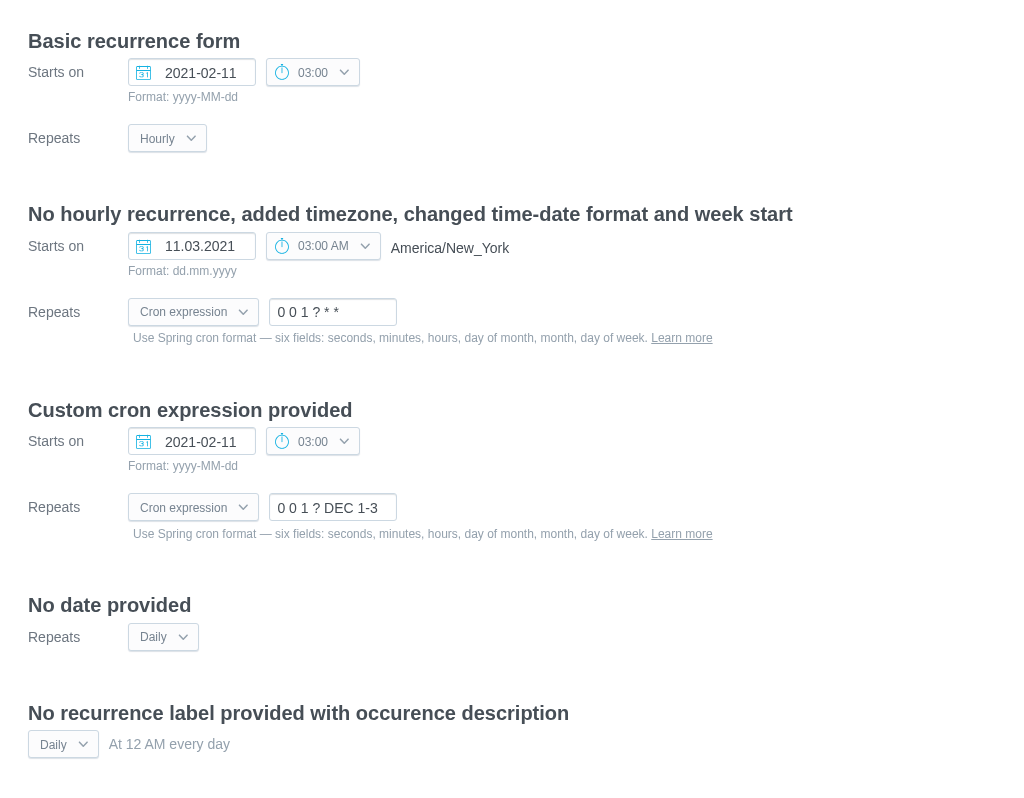 Basic recurrence form
Starts on 31 2021-02-11 03:00
Format: yyyy-MM-dd
Repeats Hourly
No hourly recurrence, added timezone, changed time-date format and week start
Starts on 31 11.03.2021 03:00 AM America/New_York
Format: dd.mm.yyyy
Repeats Cron expression 0 0 1 ? * *
Use Spring cron format — six fields: seconds, minutes, hours, day of month, month, day of week. Learn more
Custom cron expression provided
Starts on 31 2021-02-11 03:00
Format: yyyy-MM-dd
Repeats Cron expression 0 0 1 ? DEC 1-3
Use Spring cron format — six fields: seconds, minutes, hours, day of month, month, day of week. Learn more
No date provided
Repeats Daily
No recurrence label provided with occurence description
Daily At 12 AM every day